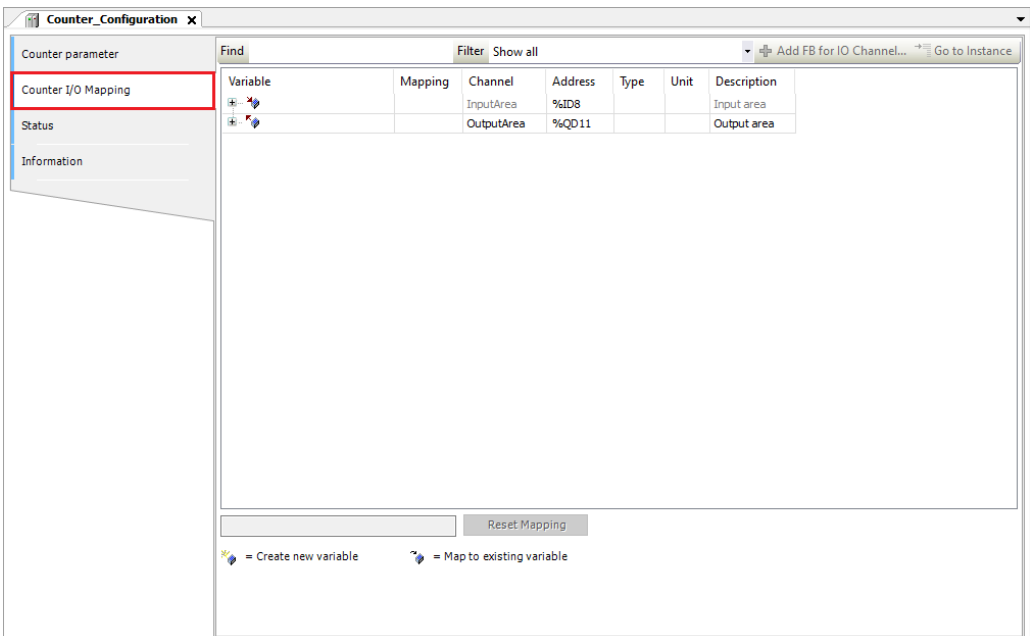 Counter_Configuration X
Counter parameter
Counter I/O Mapping
Status
Information
Find Filter Show all Add FB for IO Channel... Go to Instance
Variable Mapping Channel Address Type Unit Description
InputArea %ID8 Input area
OutputArea %QD11 Output area
Reset Mapping
= Create new variable = Map to existing variable